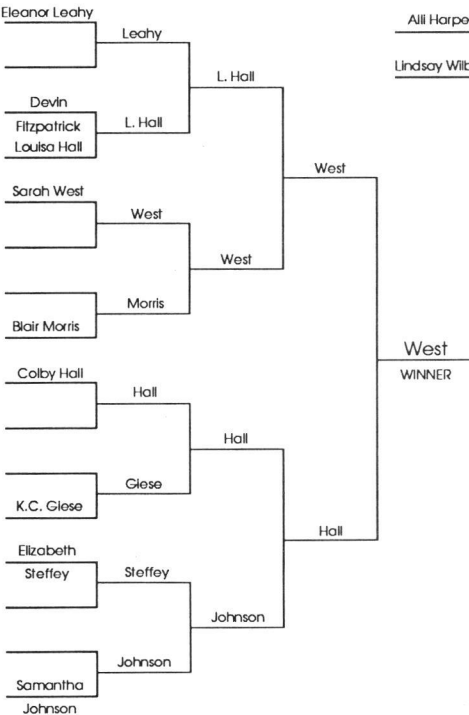 Eleanor Leahy
Leahy
L. Hall
Devin
Fitzpatrick
Louisa Hall
L. Hall
West
Sarah West
West
West
Morris
Blair Morris
West
WINNER
Colby Hall
Hall
Hall
Giese
K.C. Giese
Hall
Elizabeth
Steffey
Steffey
Johnson
Johnson
Samantha
Johnson
Alli Harpe
Lindsay Wilb